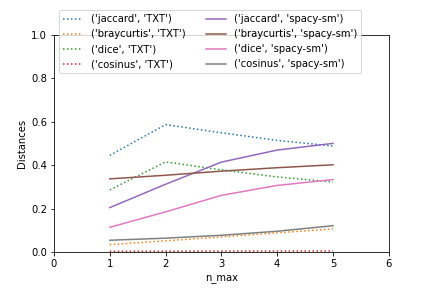 ('jaccard', 'TXT')
('braycurtis', 'TXT')
('dice', 'TXT')
('cosinus', 'TXT')
('jaccard', 'spacy-sm')
('braycurtis', 'spacy-sm')
('dice', 'spacy-sm')
('cosinus', 'spacy-sm')
1.0
0.8
0.6
0.4
0.2
0.0
Distances
0 1 2 3 4 5 6
n_max